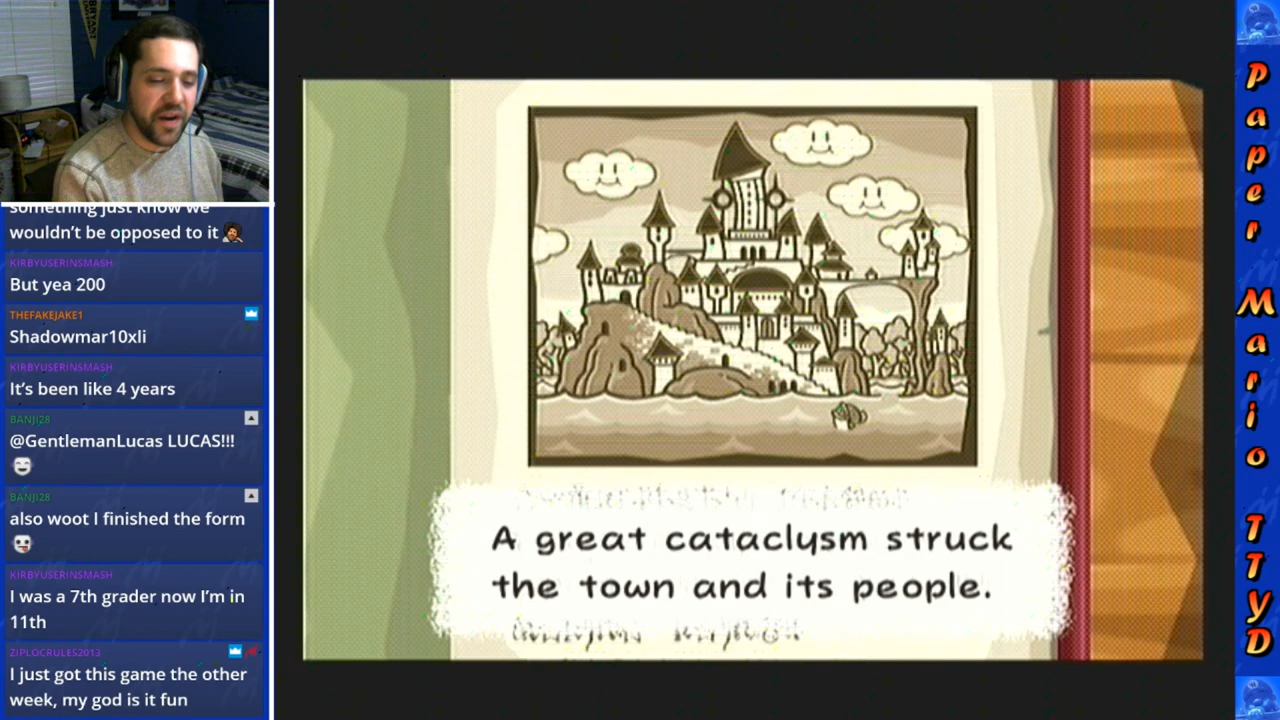 something just know we
wouldn't be opposed to it
KIRBYUSERINSMASH
But yea 200
THEFAKEJAKE1
Shadowmar10xli
KIRBYUSERINSMASH
It's been like 4 years
BANJI28
@GentlemanLucas LUCAS!!!
BANJI28
also woot I finished the form
KIRBYUSERINSMASH
I was a 7th grader now I'm in
11th
ZIPLOCRULES2013
I just got this game the other
week, my god is it fun
A great cataclysm struck
the town and its people.
Paper Mario TTYD